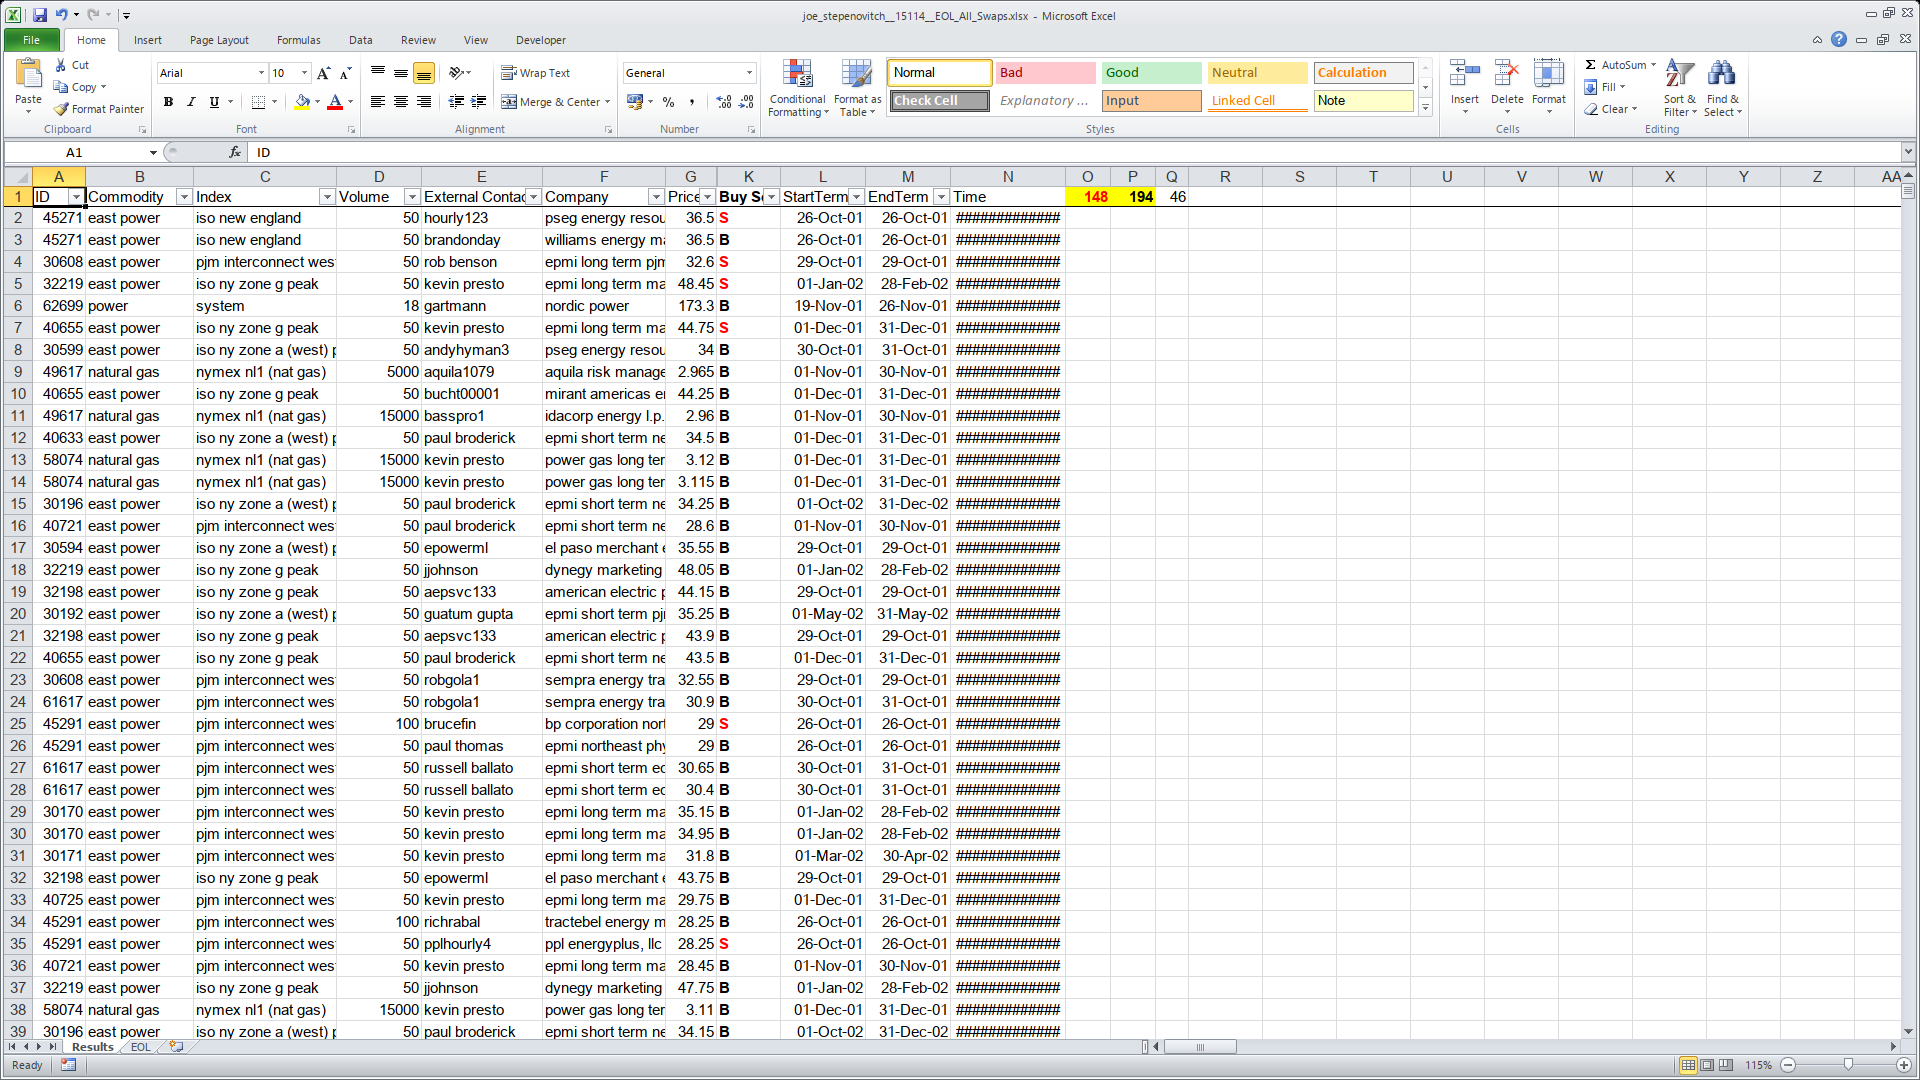 joe_stepenovitch__15114__EOL_All_Swaps.xlsx - Microsoft Excel
File Home Insert Page Layout Formulas Data Review View Developer
Paste Cut Copy Format Painter Clipboard
Arial 10 B I U Font
Wrap Text Merge & Center Alignment
General % , Number
Conditional Formatting Format as Table
Normal Bad Good Neutral Calculation
Check Cell Explanatory ... Input Linked Cell Note
Styles
Insert Delete Format Cells
AutoSum Fill Clear Sort & Filter Find & Select Editing
A1 fx ID
A B C D E F G K L M N O P Q R S T U V W X Y Z AA
1 ID Commodity Index Volume External Contac Company Price Buy Se StartTerm EndTerm Time 148 194 46
2 45271 east power iso new england 50 hourly123 pseg energy resou 36.5 S 26-Oct-01 26-Oct-01 #############
3 45271 east power iso new england 50 brandonday williams energy ma 36.5 B 26-Oct-01 26-Oct-01 #############
4 30608 east power pjm interconnect west 50 rob benson epmi long term pjm 32.6 S 29-Oct-01 29-Oct-01 #############
5 32219 east power iso ny zone g peak 50 kevin presto epmi long term ma 48.45 S 01-Jan-02 28-Feb-02 #############
6 62699 power system 18 gartmann nordic power 173.3 B 19-Nov-01 26-Nov-01 #############
7 40655 east power iso ny zone g peak 50 kevin presto epmi long term ma 44.75 S 01-Dec-01 31-Dec-01 #############
8 30599 east power iso ny zone a (west) p 50 andyhyman3 pseg energy resou 34 B 30-Oct-01 31-Oct-01 #############
9 49617 natural gas nymex nl1 (nat gas) 5000 aquila1079 aquila risk manage 2.965 B 01-Nov-01 30-Nov-01 #############
10 40655 east power iso ny zone g peak 50 bucht00001 mirant americas en 44.25 B 01-Dec-01 31-Dec-01 #############
11 49617 natural gas nymex nl1 (nat gas) 15000 basspro1 idacorp energy l.p. 2.96 B 01-Nov-01 30-Nov-01 #############
12 40633 east power iso ny zone a (west) p 50 paul broderick epmi short term ne 34.5 B 01-Dec-01 31-Dec-01 #############
13 58074 natural gas nymex nl1 (nat gas) 15000 kevin presto power gas long ter 3.12 B 01-Dec-01 31-Dec-01 #############
14 58074 natural gas nymex nl1 (nat gas) 15000 kevin presto power gas long ter 3.115 B 01-Dec-01 31-Dec-01 #############
15 30196 east power iso ny zone a (west) p 50 paul broderick epmi short term ne 34.25 B 01-Oct-02 31-Dec-02 #############
16 40721 east power pjm interconnect west 50 paul broderick epmi short term ne 28.6 B 01-Nov-01 30-Nov-01 #############
17 30594 east power iso ny zone a (west) p 50 epowerml el paso merchant e 35.55 B 29-Oct-01 29-Oct-01 #############
18 32219 east power iso ny zone g peak 50 jjohnson dynegy marketing 48.05 B 01-Jan-02 28-Feb-02 #############
19 32198 east power iso ny zone g peak 50 aepsvc133 american electric p 44.15 B 29-Oct-01 29-Oct-01 #############
20 30192 east power iso ny zone a (west) p 50 guatum gupta epmi short term pji 35.25 B 01-May-02 31-May-02 #############
21 32198 east power iso ny zone g peak 50 aepsvc133 american electric p 43.9 B 29-Oct-01 29-Oct-01 #############
22 40655 east power iso ny zone g peak 50 paul broderick epmi short term ne 43.5 B 01-Dec-01 31-Dec-01 #############
23 30608 east power pjm interconnect west 50 robgola1 sempra energy tra 32.55 B 29-Oct-01 29-Oct-01 #############
24 61617 east power pjm interconnect west 50 robgola1 sempra energy tra 30.9 B 30-Oct-01 31-Oct-01 #############
25 45291 east power pjm interconnect west 100 brucefin bp corporation nort 29 S 26-Oct-01 26-Oct-01 #############
26 45291 east power pjm interconnect west 50 paul thomas epmi northeast phy 29 B 26-Oct-01 26-Oct-01 #############
27 61617 east power pjm interconnect west 50 russell ballato epmi short term ec 30.65 B 30-Oct-01 31-Oct-01 #############
28 61617 east power pjm interconnect west 50 russell ballato epmi short term ec 30.4 B 30-Oct-01 31-Oct-01 #############
29 30170 east power pjm interconnect west 50 kevin presto epmi long term ma 35.15 B 01-Jan-02 28-Feb-02 #############
30 30170 east power pjm interconnect west 50 kevin presto epmi long term ma 34.95 B 01-Jan-02 28-Feb-02 #############
31 30171 east power pjm interconnect west 50 kevin presto epmi long term ma 31.8 B 01-Mar-02 30-Apr-02 #############
32 32198 east power iso ny zone g peak 50 epowerml el paso merchant e 43.75 B 29-Oct-01 29-Oct-01 #############
33 40725 east power pjm interconnect west 50 kevin presto epmi long term ma 29.75 B 01-Dec-01 31-Dec-01 #############
34 45291 east power pjm interconnect west 100 richrabal tractebel energy m 28.25 B 26-Oct-01 26-Oct-01 #############
35 45291 east power pjm interconnect west 50 pplhourly4 ppl energyplus, llc 28.25 S 26-Oct-01 26-Oct-01 #############
36 40721 east power pjm interconnect west 50 kevin presto epmi long term ma 28.45 B 01-Nov-01 30-Nov-01 #############
37 32219 east power iso ny zone g peak 50 jjohnson dynegy marketing 47.75 B 01-Jan-02 28-Feb-02 #############
38 58074 natural gas nymex nl1 (nat gas) 15000 kevin presto power gas long ter 3.11 B 01-Dec-01 31-Dec-01 #############
39 30196 east power iso ny zone a (west) p 50 paul broderick epmi short term ne 34.15 B 01-Oct-02 31-Dec-02 #############
Results EOL
Ready 115%